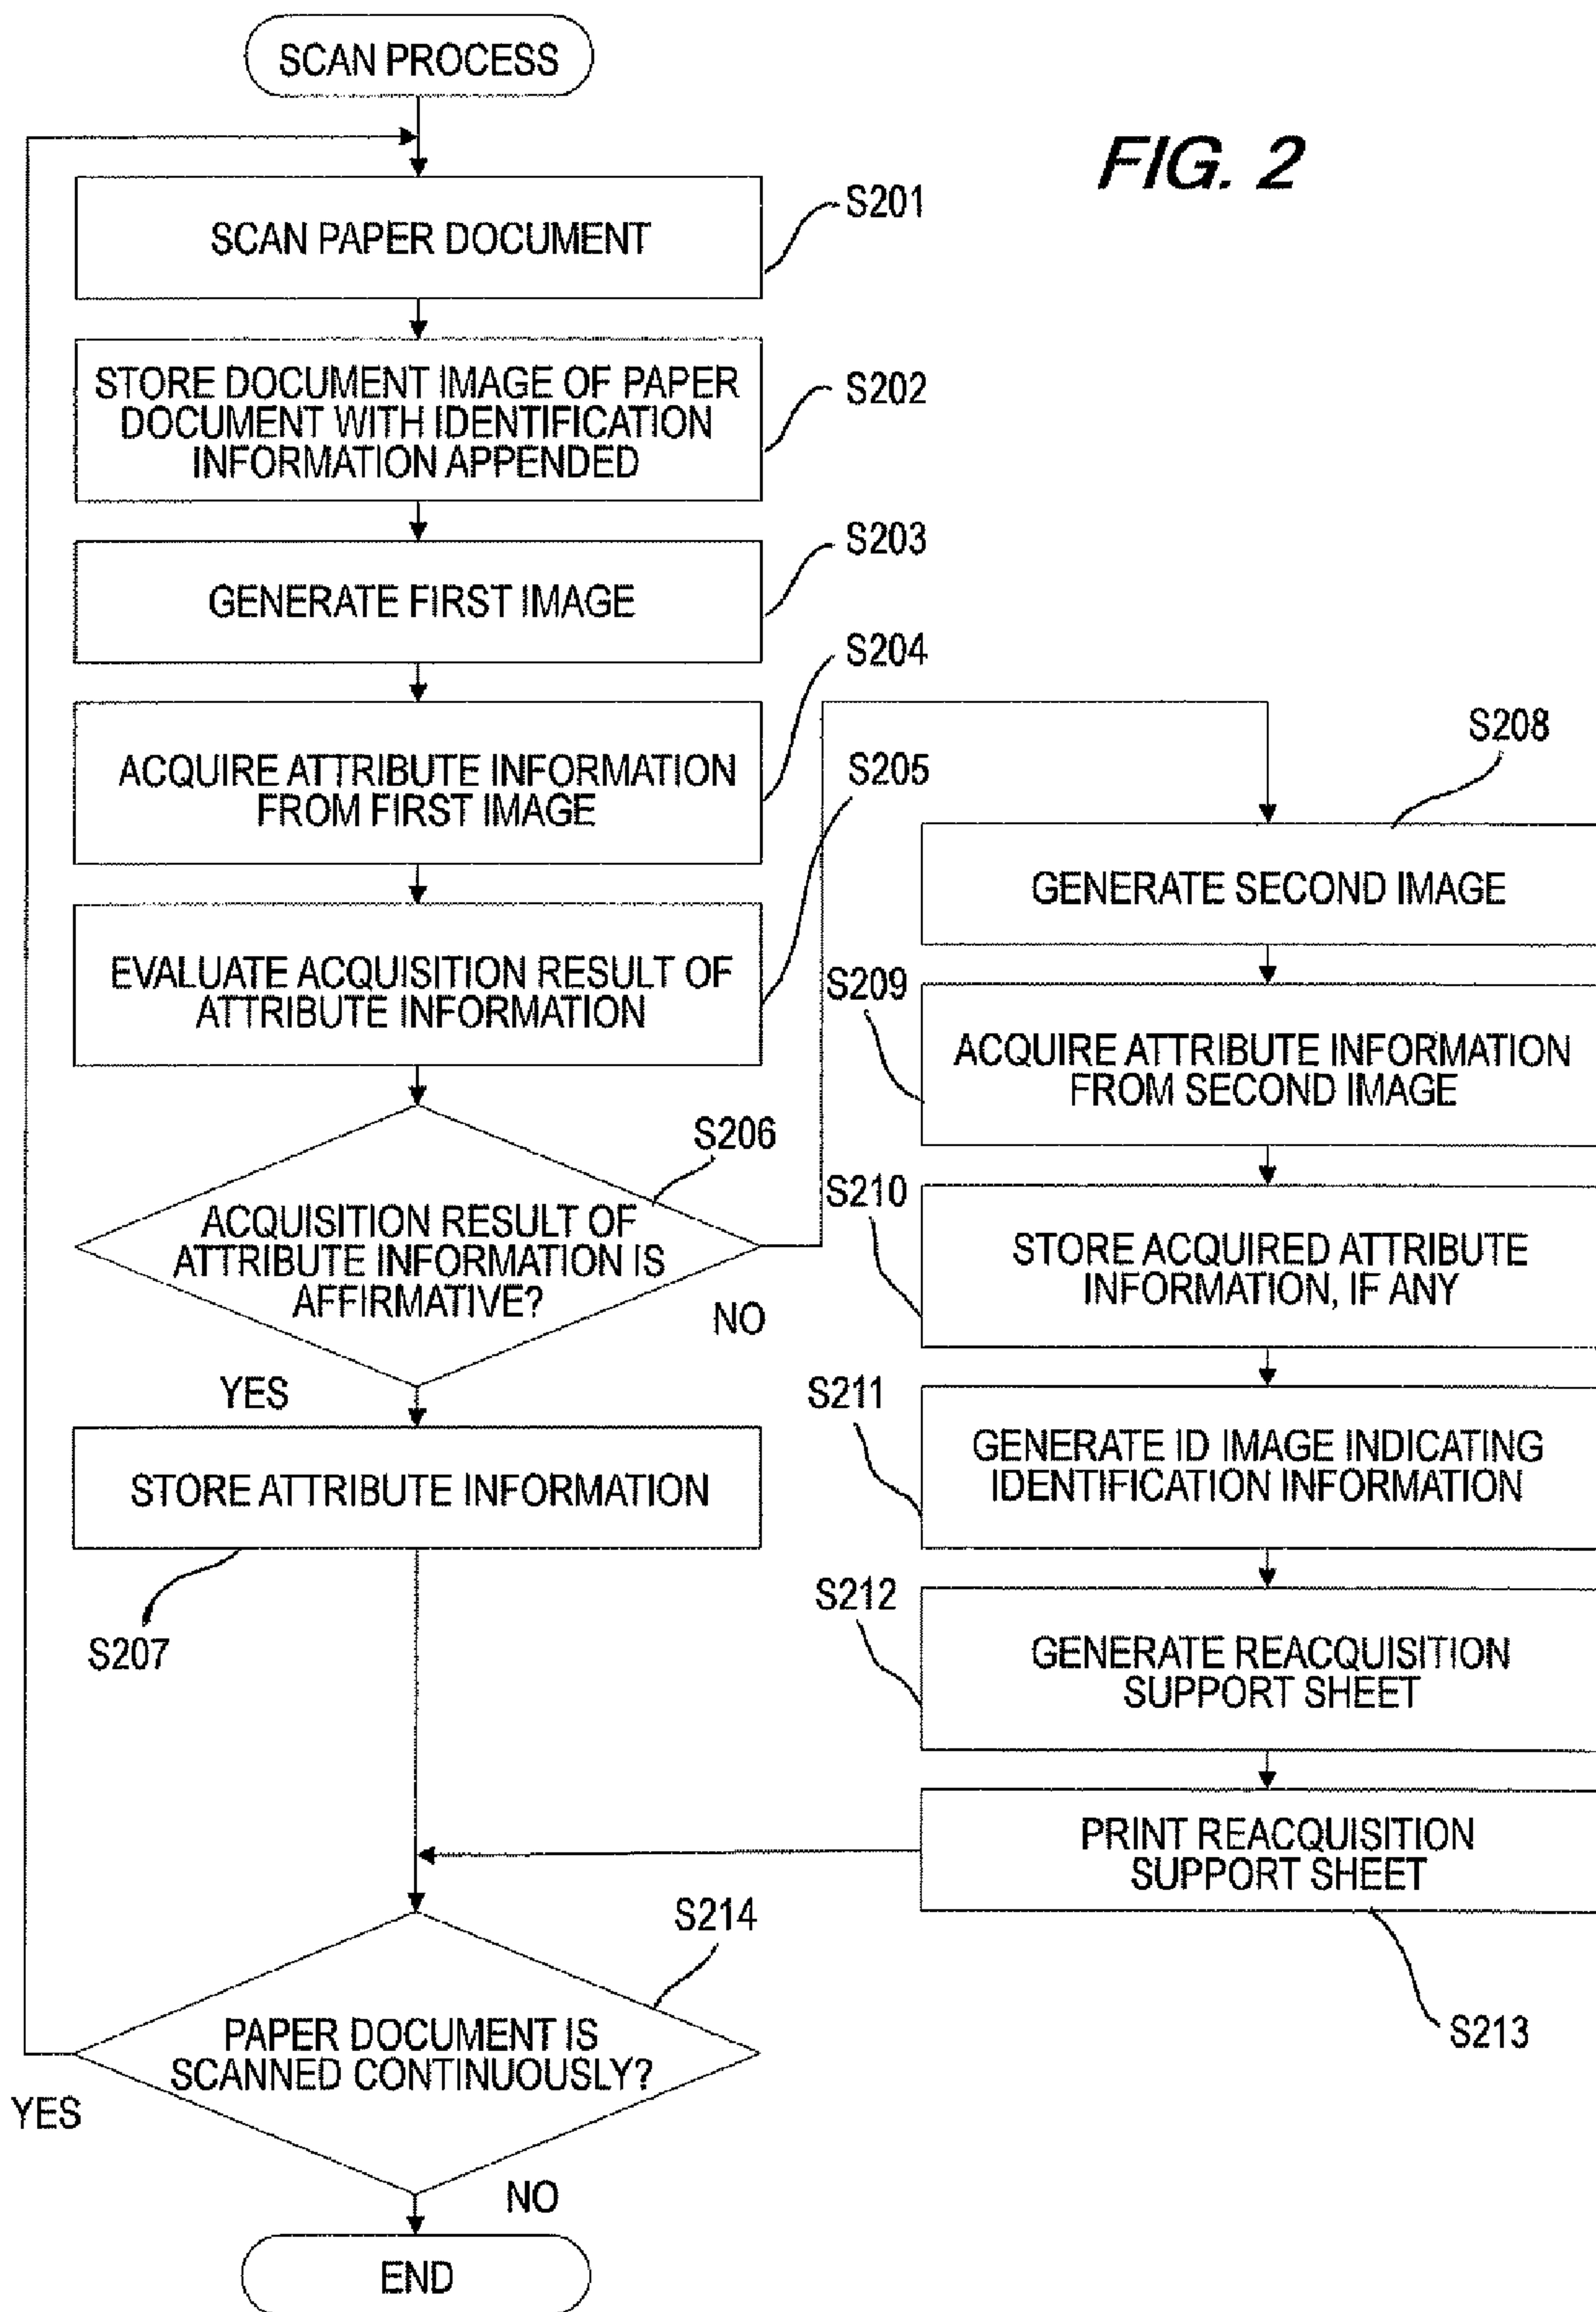 SCAN PROCESS
FIG. 2
S201
SCAN PAPER DOCUMENT
S202
STORE DOCUMENT IMAGE OF PAPER
DOCUMENT WITH IDENTIFICATION
INFORMATION APPENDED
S203
GENERATE FIRST IMAGE
S204
ACQUIRE ATTRIBUTE INFORMATION
FROM FIRST IMAGE
S205
EVALUATE ACQUISITION RESULT OF
ATTRIBUTE INFORMATION
S206
ACQUISITION RESULT OF
ATTRIBUTE INFORMATION IS
AFFIRMATIVE?
NO
YES
STORE ATTRIBUTE INFORMATION
S207
S208
GENERATE SECOND IMAGE
S209
ACQUIRE ATTRIBUTE INFORMATION
FROM SECOND IMAGE
S210
STORE ACQUIRED ATTRIBUTE
INFORMATION, IF ANY
S211
GENERATE ID IMAGE INDICATING
IDENTIFICATION INFORMATION
S212
GENERATE REACQUISITION
SUPPORT SHEET
PRINT REACQUISITION
SUPPORT SHEET
S213
S214
PAPER DOCUMENT IS
SCANNED CONTINUOUSLY?
YES
NO
END